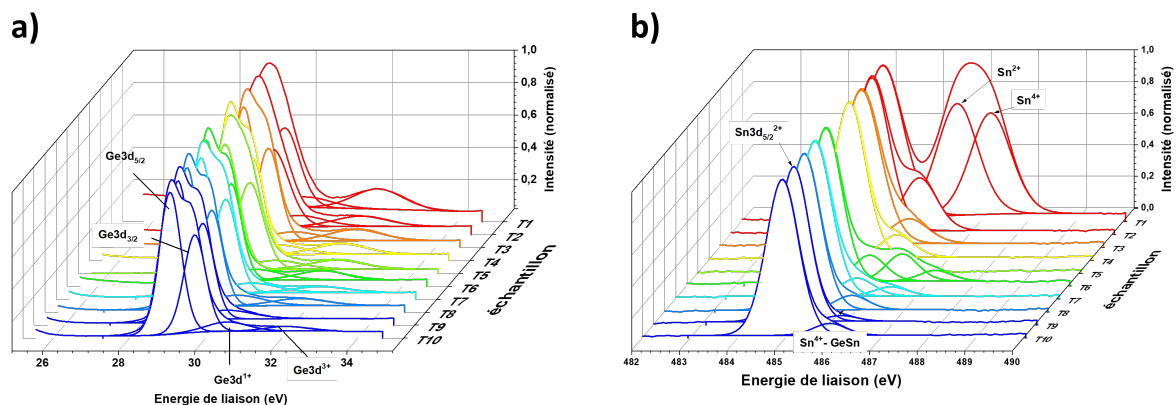 a)
1,0
0,8
0,6
0,4
0,2
Intensité (normalisé)
Ge3d5/2
Ge3d3/2
T1
T2
T3
T4
T5
T6
T7
T8
T9
T10
échantillon
26 28 30 32 34
Ge3d1+
Ge3d3+
Energie de liaison (eV)
b)
1,0
0,8
0,6
0,4
0,2
0,0
Intensité (normalisé)
Sn2+
Sn4+
Sn3d5/2 2+
T1
T2
T3
T4
T5
T6
T7
T8
T9
T10
échantillon
Sn4+- GeSn
482 483 484 485 486 487 488 489 490
Energie de liaison (eV)